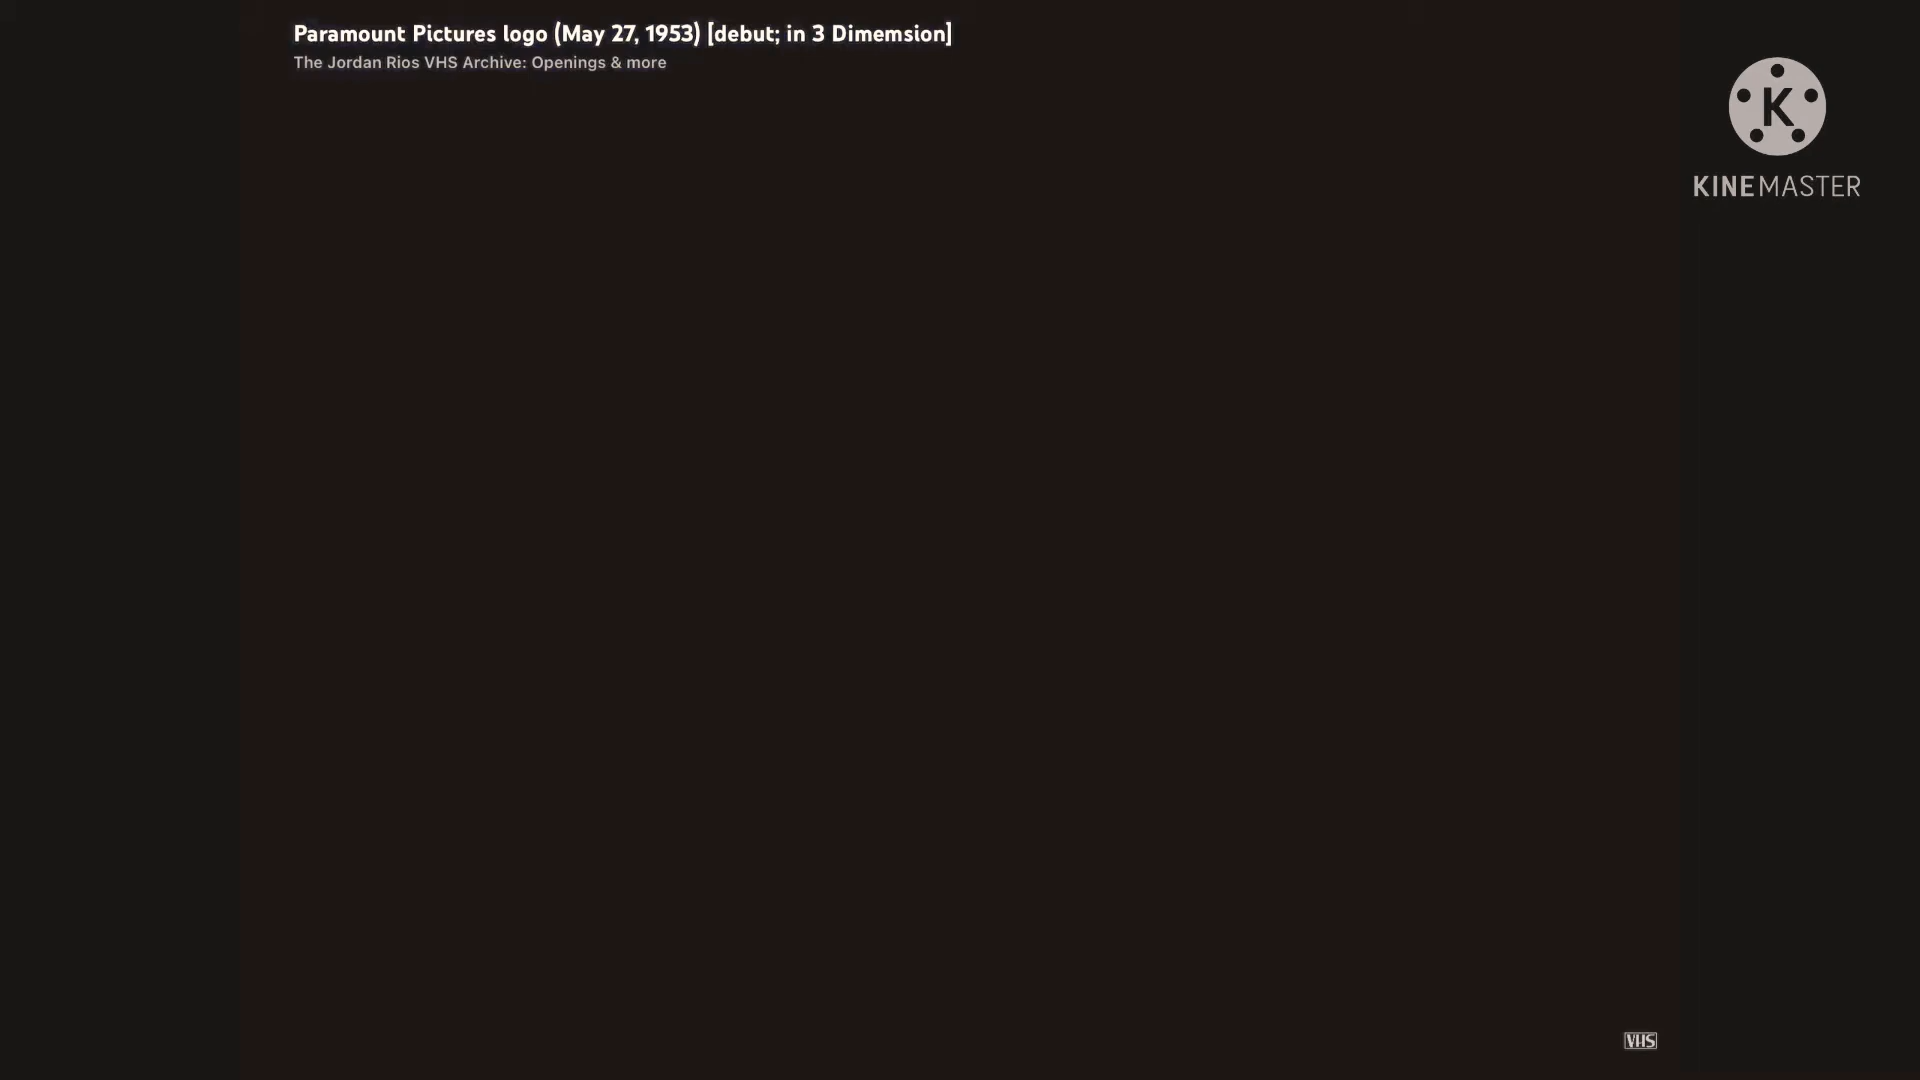 Paramount Pictures logo (May 27, 1953) [debut; in 3 Dimemsion]
The Jordan Rios VHS Archive: Openings & more
K
KINEMASTER
VHS